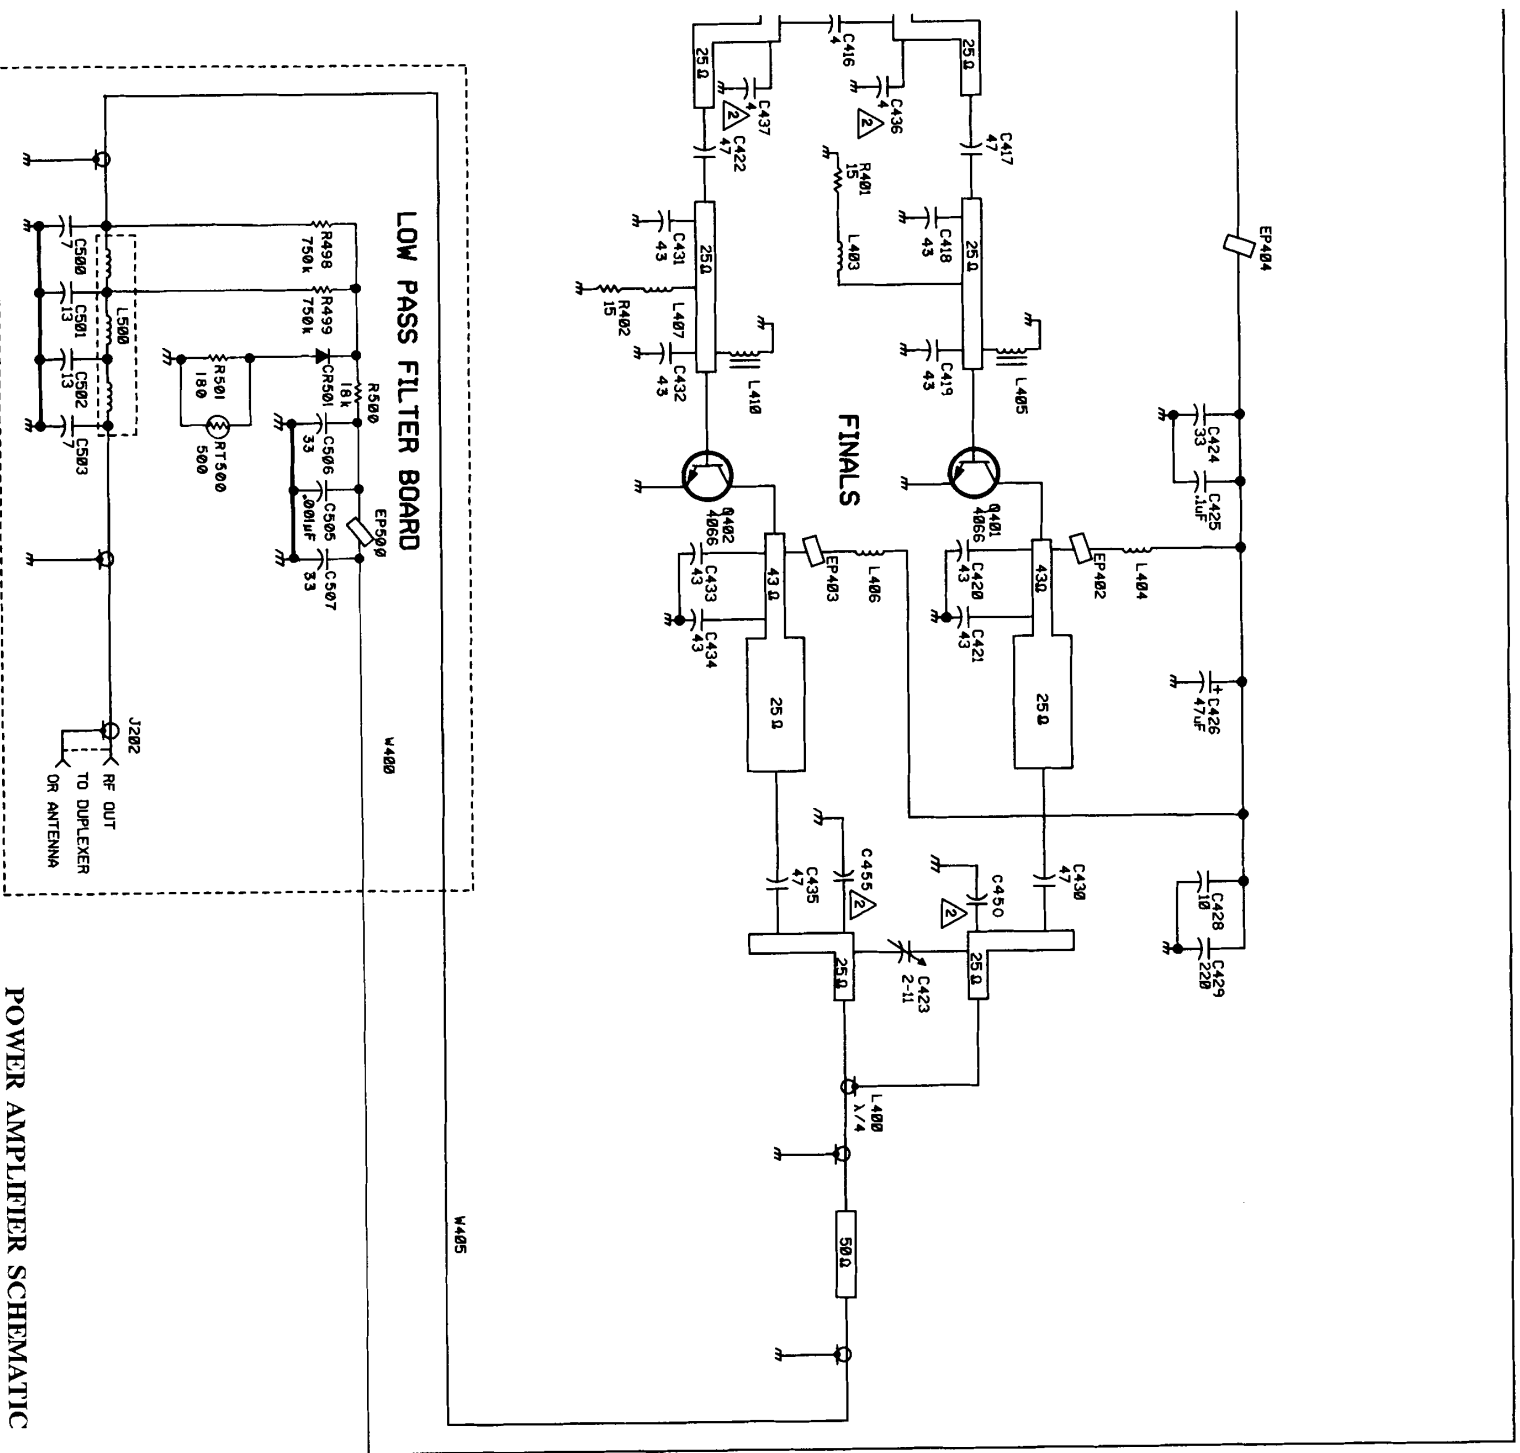 EP404
C424
33
C425
.1uF
C426
+
47uF
C428
10
C429
220
25Ω
C416
4
C436
4
2
C417
47
R401
15
L403
C418
43
25Ω
C419
43
L405
Q401
4066
C420
43
C421
43
43Ω
EP402
L404
25Ω
C430
47
C450
2
25Ω
FINALS
25Ω
C437
4
2
C422
47
C431
43
25Ω
R402
15
L407
C432
43
L410
Q402
4066
C433
43
C434
43
43Ω
EP403
L406
25Ω
C435
47
C455
2
25Ω
C423
2-11
L400
λ/4
50Ω
W405
W400
LOW PASS FILTER BOARD
R498
750k
R499
750k
CR501
R500
18k
C506
33
C505
.001uF
EP500
C507
33
R501
180
RT500
500
L500
C500
7
C501
13
C502
13
C503
7
J202
RF OUT
TO DUPLEXER
OR ANTENNA
POWER AMPLIFIER SCHEMATIC